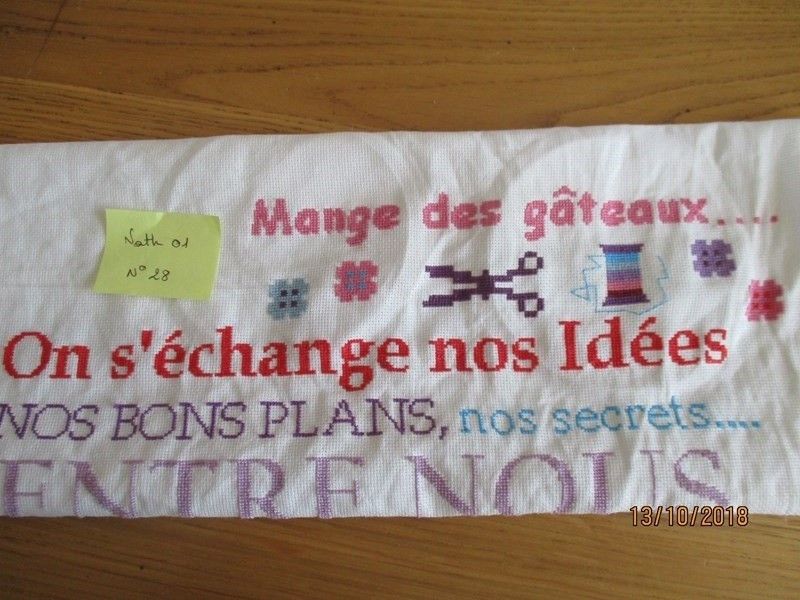 Mange des gâteaux....
Nath 01
N° 28
On s'échange nos Idées
NOS BONS PLANS, nos secrets....
ENTRE NOUS
13/10/2018